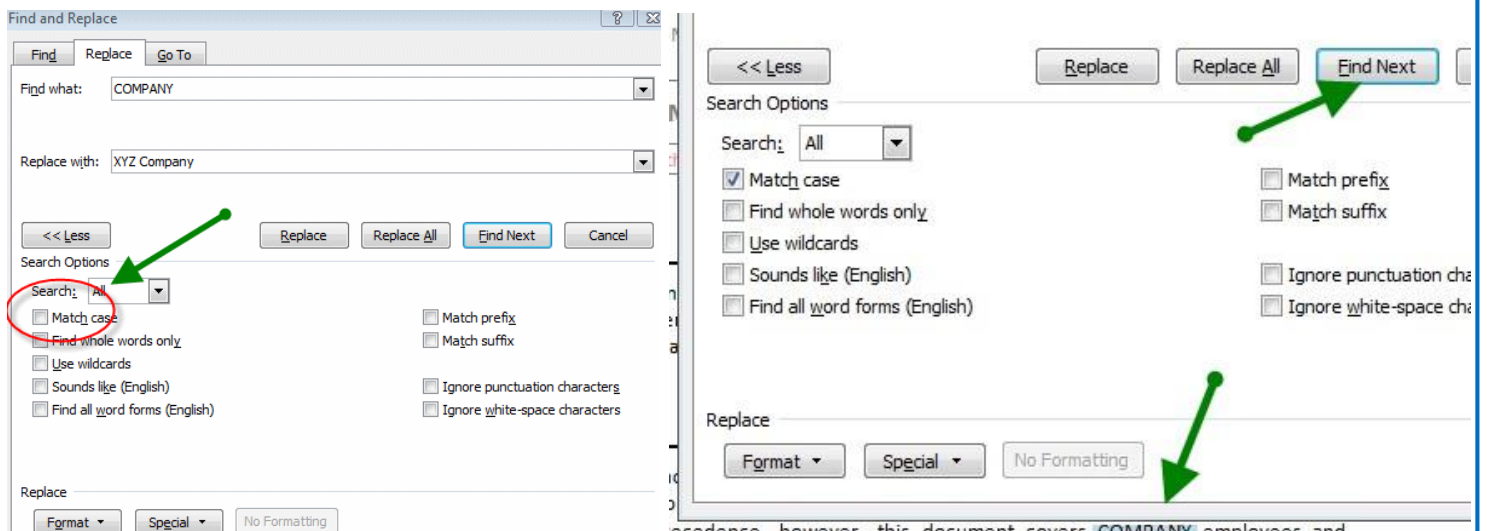 Find and Replace
Find Replace Go To
Find what: COMPANY
Replace with: XYZ Company
<< Less Replace Replace All Find Next Cancel
Search Options
Search: All
Match case Match prefix
Find whole words only Match suffix
Use wildcards
Sounds like (English) Ignore punctuation characters
Find all word forms (English) Ignore white-space characters
Replace
Format Special No Formatting
<< Less Replace Replace All Find Next
Search Options
Search: All
Match case Match prefix
Find whole words only Match suffix
Use wildcards
Sounds like (English) Ignore punctuation cha
Find all word forms (English) Ignore white-space cha
Replace
Format Special No Formatting
however, this document covers COMPANY employees and